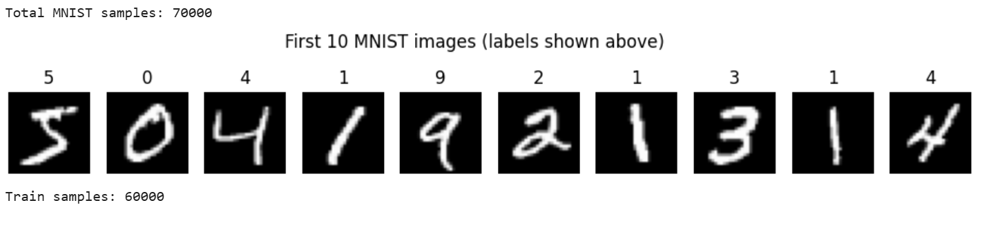 Total MNIST samples: 70000
First 10 MNIST images (labels shown above)
5 0 4 1 9 2 1 3 1 4
5 0 4 1 9 2 1 3 1 4
Train samples: 60000